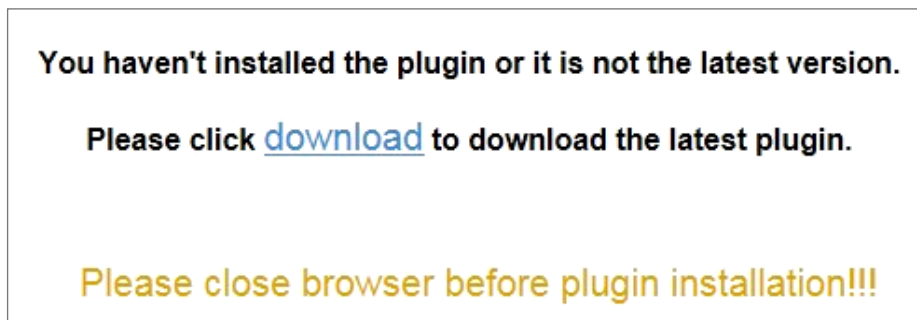 You haven't installed the plugin or it is not the latest version.
Please click download to download the latest plugin.
Please close browser before plugin installation!!!